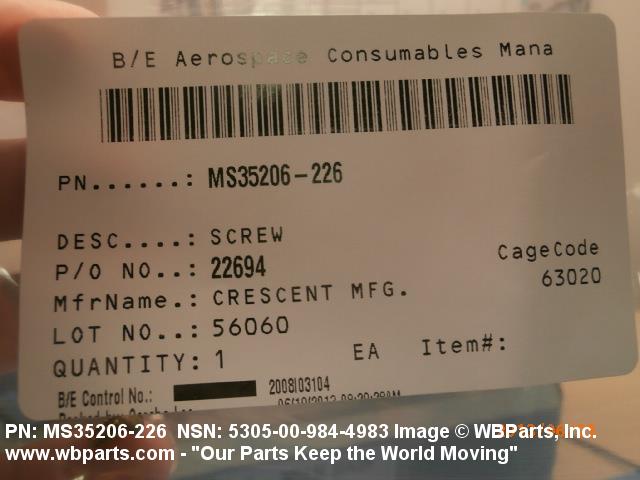 B/E Aerospace Consumables Mana
PN......: MS35206-226
DESC....: SCREW
P/O NO..: 22694
CageCode
63020
MfrName.: CRESCENT MFG.
LOT NO..: 56060
QUANTITY: 1 EA Item#:
B/E Control No.: 2008I03104
PN: MS35206-226 NSN: 5305-00-984-4983 Image © WBParts, Inc.
www.wbparts.com - "Our Parts Keep the World Moving"